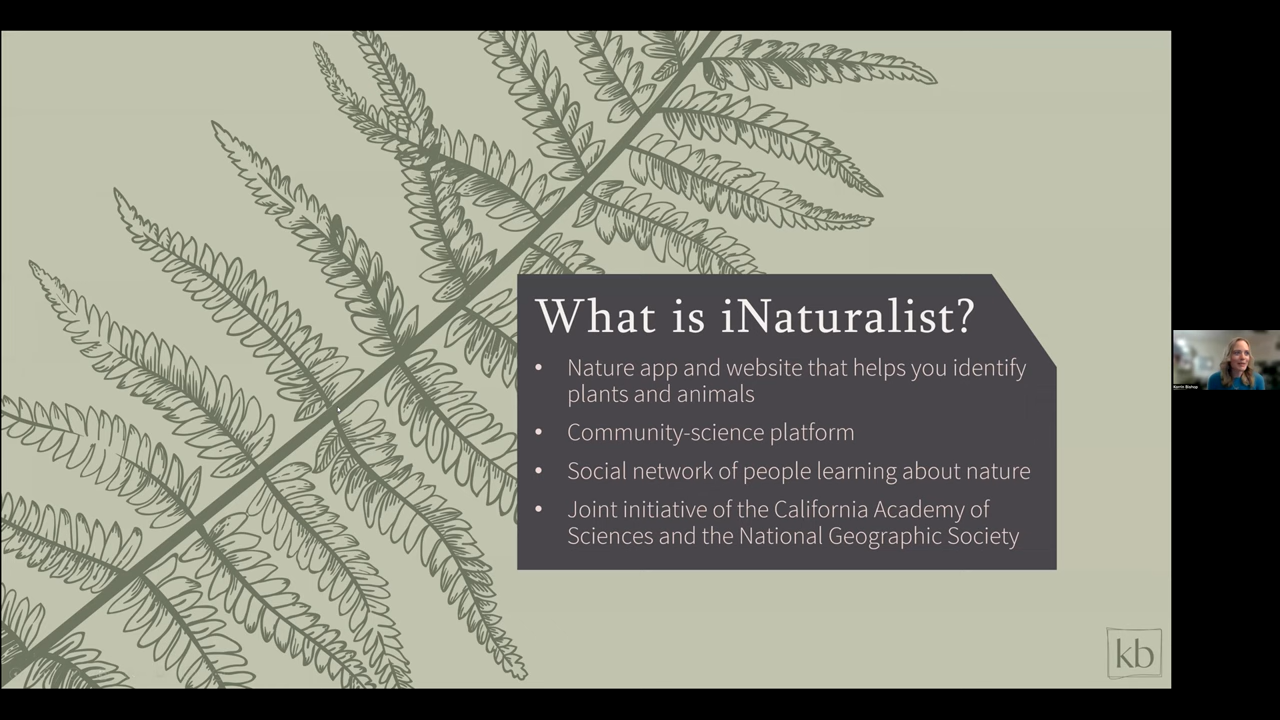 What is iNaturalist?
• Nature app and website that helps you identify
plants and animals
• Community-science platform
• Social network of people learning about nature
• Joint initiative of the California Academy of
Sciences and the National Geographic Society
Kerrin Bishop
kb